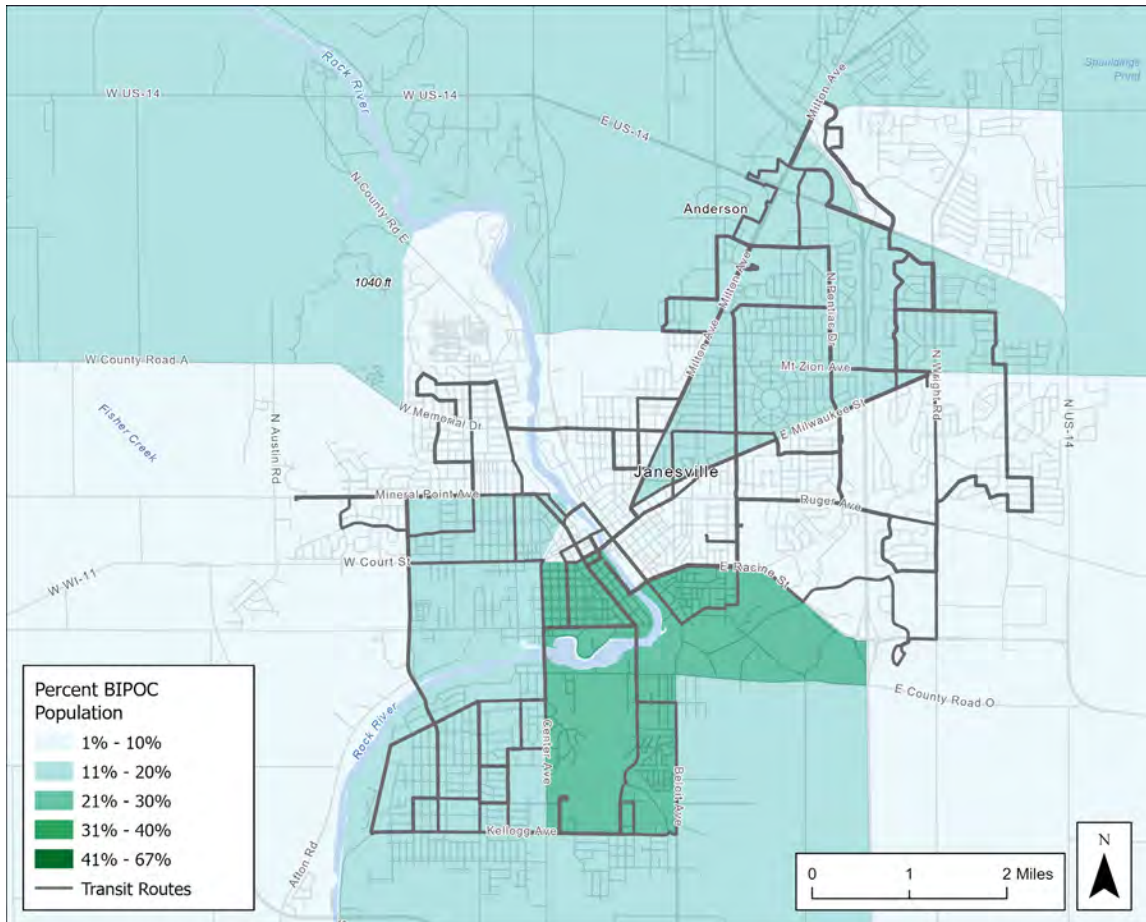 Rock River
Milton Ave
Spauldings
Pond
W US-14
W US-14
E US-14
N County Rd E
Anderson
1040 ft
Milton Ave
N Pontiac Dr
Milton Ave
W County Road A
Mt Zion Ave
N Wright Rd
N US-14
Fisher Creek
N Austin Rd
W Memorial Dr
E Milwaukee St
Janesville
Mineral Point Ave
Ruger Ave
W Court St
E Racine St
W WI-11
E County Road O
Rock River
Center Ave
Beloit Ave
Kellogg Ave
Afton Rd
Percent BIPOC
Population
1% - 10%
11% - 20%
21% - 30%
31% - 40%
41% - 67%
Transit Routes
0 1 2 Miles
N